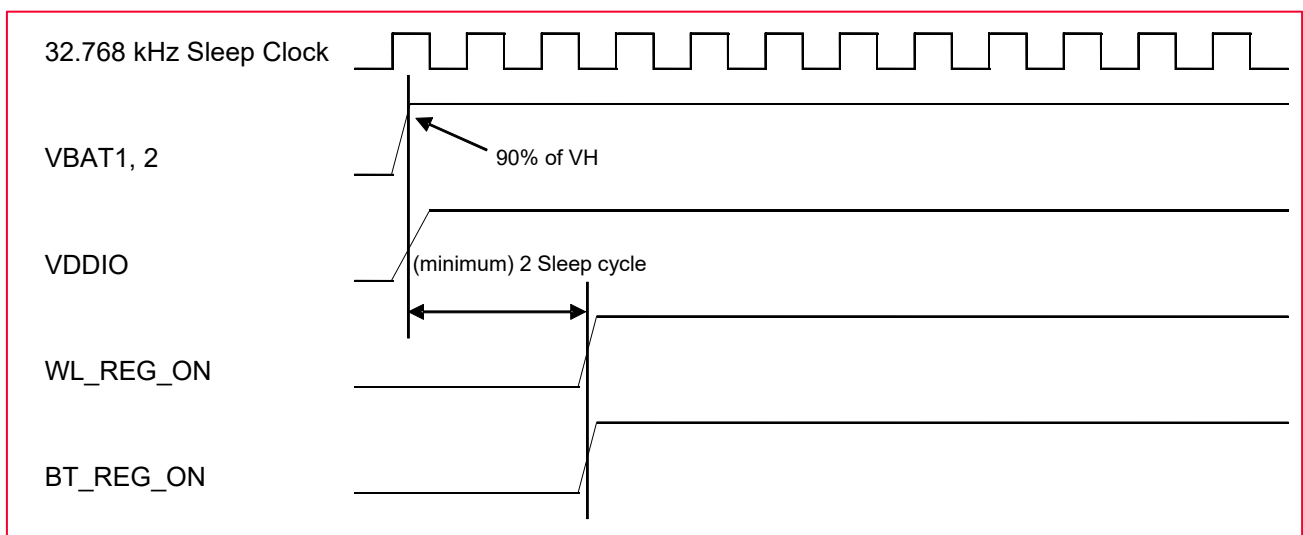 32.768 kHz Sleep Clock
VBAT1, 2
90% of VH
VDDIO
(minimum) 2 Sleep cycle
WL_REG_ON
BT_REG_ON